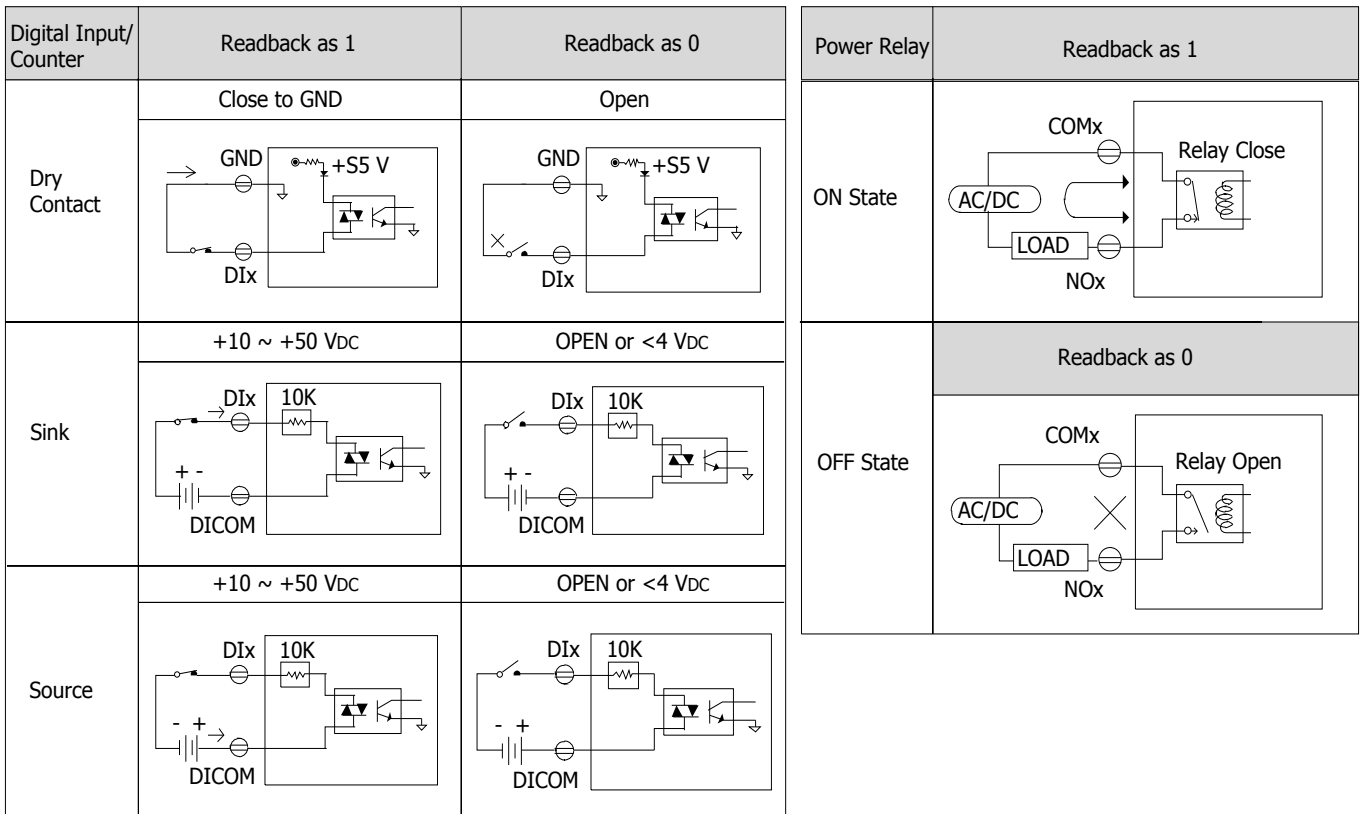 Digital Input/
Counter
Readback as 1
Readback as 0
Dry
Contact
Close to GND
Open
GND
+S5 V
DIx
GND
+S5 V
DIx
Sink
+10 ~ +50 VDC
OPEN or <4 VDC
DIx
10K
+ -
DICOM
DIx
10K
+ -
DICOM
Source
+10 ~ +50 VDC
OPEN or <4 VDC
DIx
10K
- +
DICOM
DIx
10K
- +
DICOM
Power Relay
Readback as 1
ON State
COMx
Relay Close
AC/DC
LOAD
NOx
Readback as 0
OFF State
COMx
Relay Open
AC/DC
LOAD
NOx